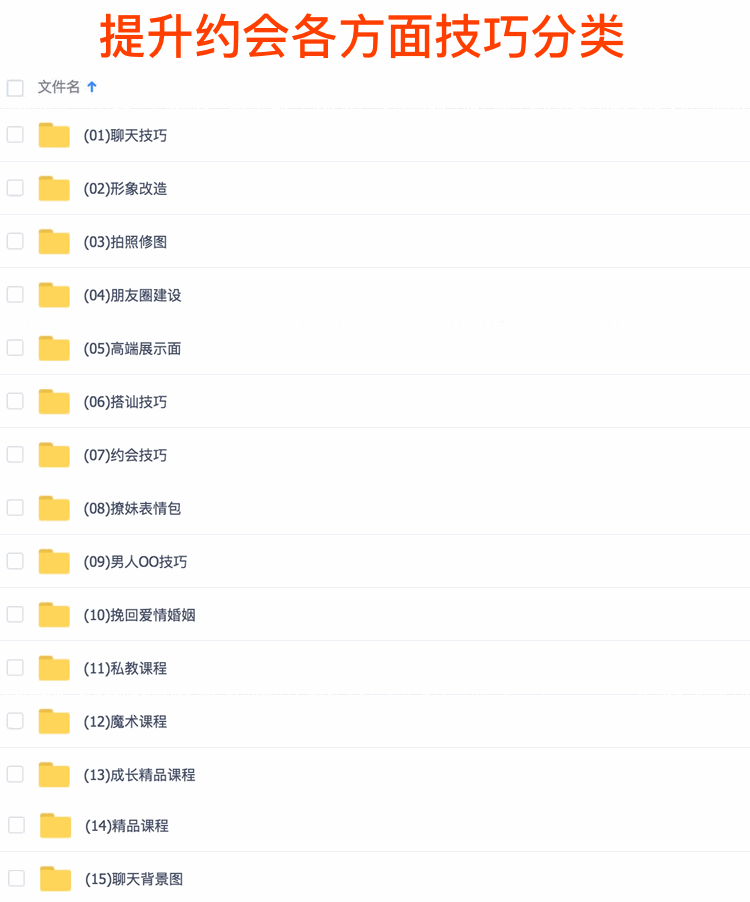 提升约会各方面技巧分类
文件名
(01)聊天技巧
(02)形象改造
(03)拍照修图
(04)朋友圈建设
(05)高端展示面
(06)搭讪技巧
(07)约会技巧
(08)撩妹表情包
(09)男人OO技巧
(10)挽回爱情婚姻
(11)私教课程
(12)魔术课程
(13)成长精品课程
(14)精品课程
(15)聊天背景图